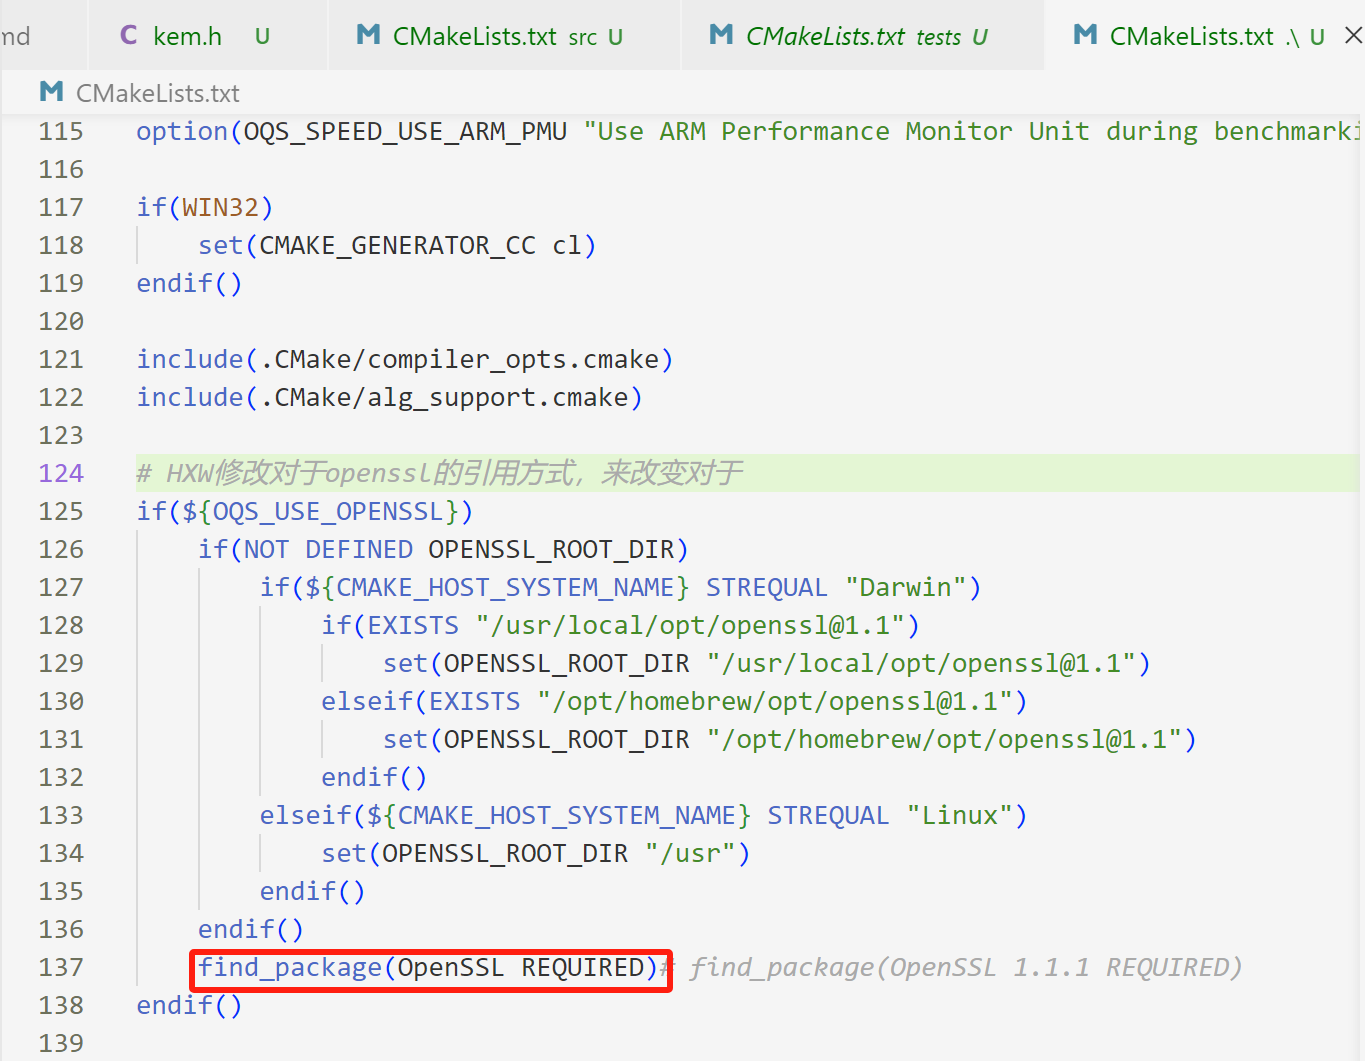 md C kem.h U M CMakeLists.txt src U M CMakeLists.txt tests U M CMakeLists.txt .\ U
M CMakeLists.txt
115 option(OQS_SPEED_USE_ARM_PMU "Use ARM Performance Monitor Unit during benchmarki
116
117 if(WIN32)
118 set(CMAKE_GENERATOR_CC cl)
119 endif()
120
121 include(.CMake/compiler_opts.cmake)
122 include(.CMake/alg_support.cmake)
123
124 # HXW修改对于openssl的引用方式，来改变对于
125 if(${OQS_USE_OPENSSL})
126 if(NOT DEFINED OPENSSL_ROOT_DIR)
127 if(${CMAKE_HOST_SYSTEM_NAME} STREQUAL "Darwin")
128 if(EXISTS "/usr/local/opt/openssl@1.1")
129 set(OPENSSL_ROOT_DIR "/usr/local/opt/openssl@1.1")
130 elseif(EXISTS "/opt/homebrew/opt/openssl@1.1")
131 set(OPENSSL_ROOT_DIR "/opt/homebrew/opt/openssl@1.1")
132 endif()
133 elseif(${CMAKE_HOST_SYSTEM_NAME} STREQUAL "Linux")
134 set(OPENSSL_ROOT_DIR "/usr")
135 endif()
136 endif()
137 find_package(OpenSSL REQUIRED)# find_package(OpenSSL 1.1.1 REQUIRED)
138 endif()
139